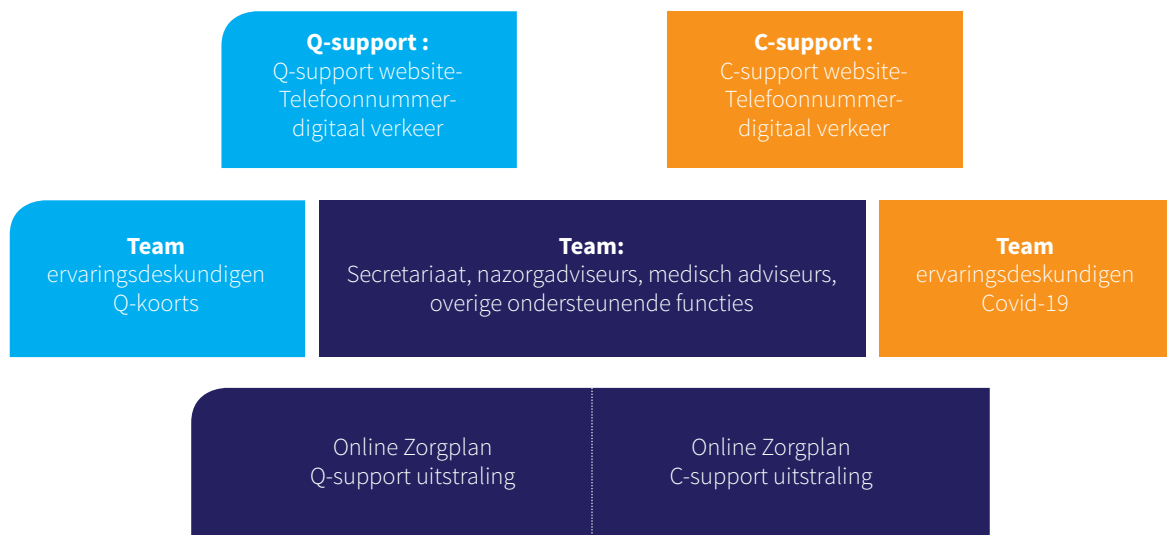 Q-support :
Q-support website-
Telefoonnummer-
digitaal verkeer
C-support :
C-support website-
Telefoonnummer-
digitaal verkeer
Team
ervaringsdeskundigen
Q-koorts
Team:
Secretariaat, nazorgadviseurs, medisch adviseurs,
overige ondersteunende functies
Team
ervaringsdeskundigen
Covid-19
Online Zorgplan
Q-support uitstraling
Online Zorgplan
C-support uitstraling